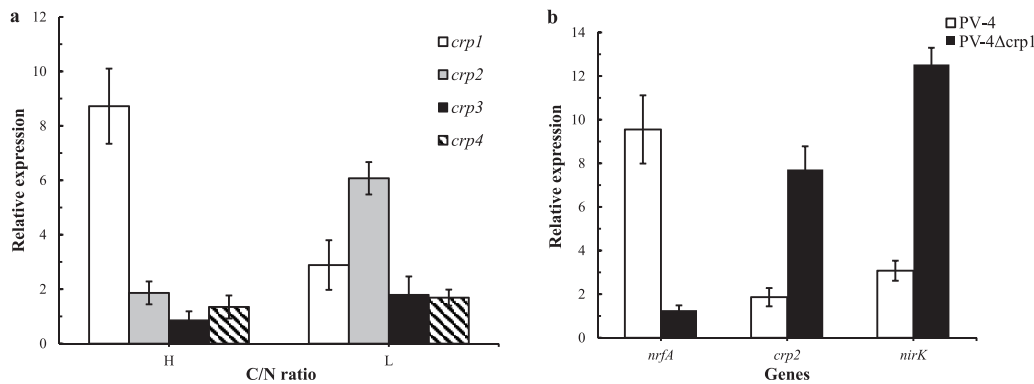 a
12
10
8
6
4
2
0
Relative expression
H
L
C/N ratio
crp1
crp2
crp3
crp4
b
PV-4
PV-4Δcrp1
14
12
10
8
6
4
2
0
Relative expression
nrfA
crp2
nirK
Genes